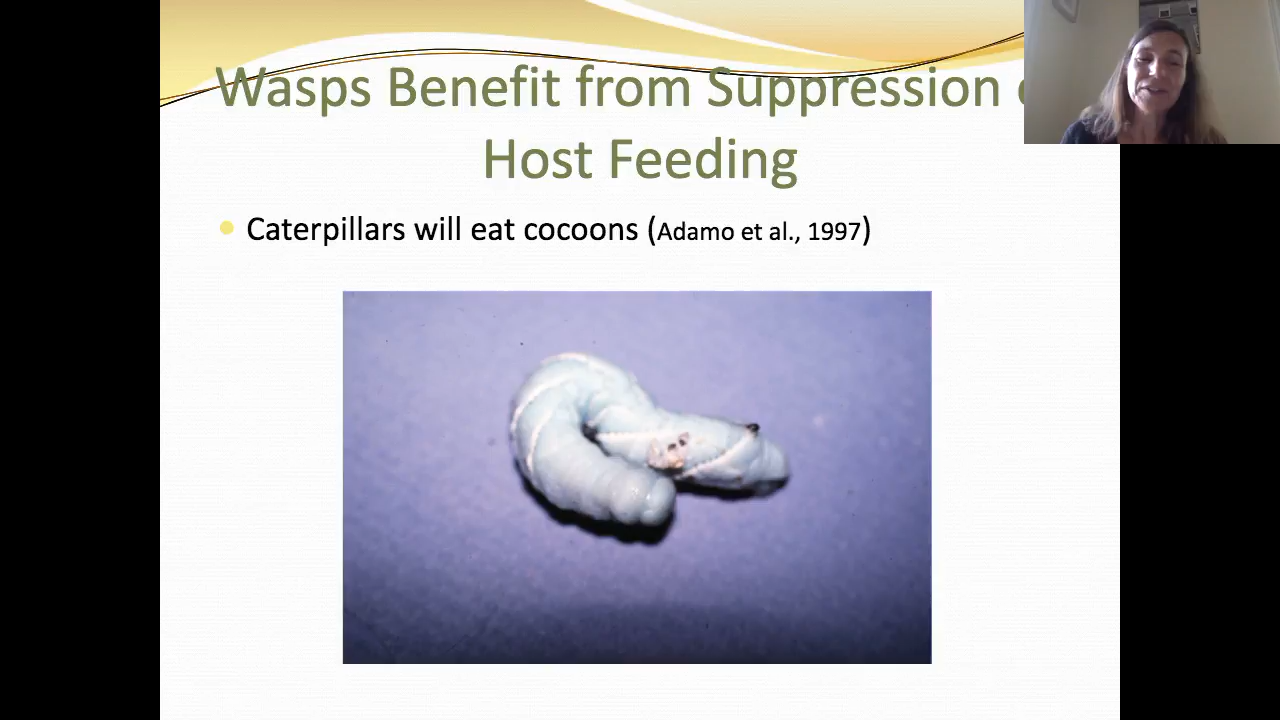 Wasps Benefit from Suppression
Host Feeding
Caterpillars will eat cocoons (Adamo et al., 1997)